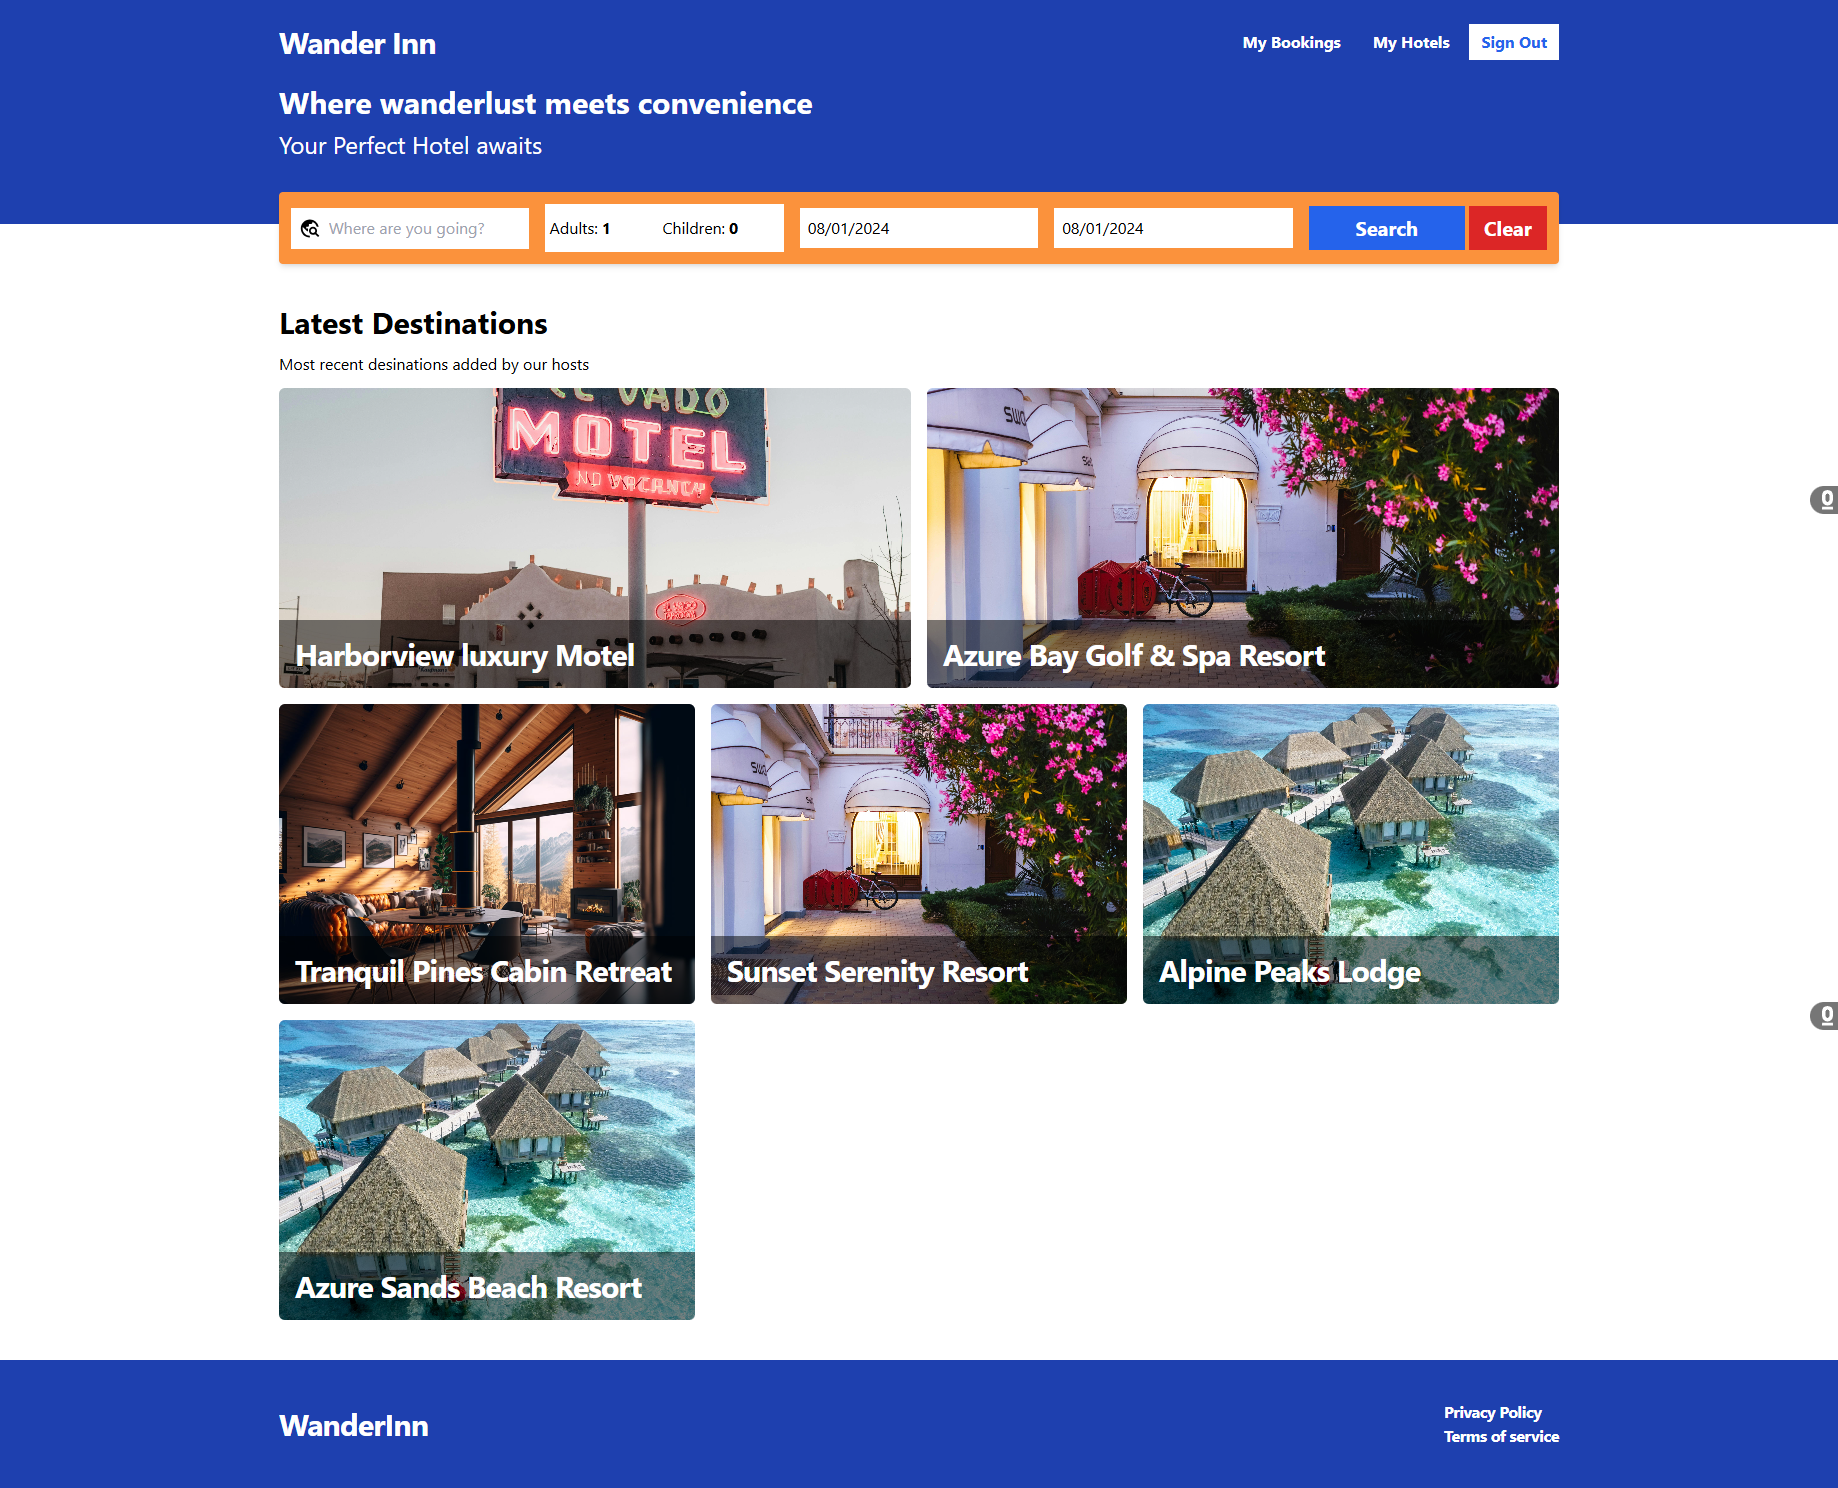 Wander Inn
My Bookings
My Hotels
Sign Out
Where wanderlust meets convenience
Your Perfect Hotel awaits
Where are you going?
Adults: 1
Children: 0
08/01/2024
08/01/2024
Search
Clear
Latest Destinations
Most recent desinations added by our hosts
VADO
MOTEL
NO VACANCY
Harborview luxury Motel
Azure Bay Golf & Spa Resort
Tranquil Pines Cabin Retreat
Sunset Serenity Resort
Alpine Peaks Lodge
Azure Sands Beach Resort
WanderInn
Privacy Policy
Terms of service